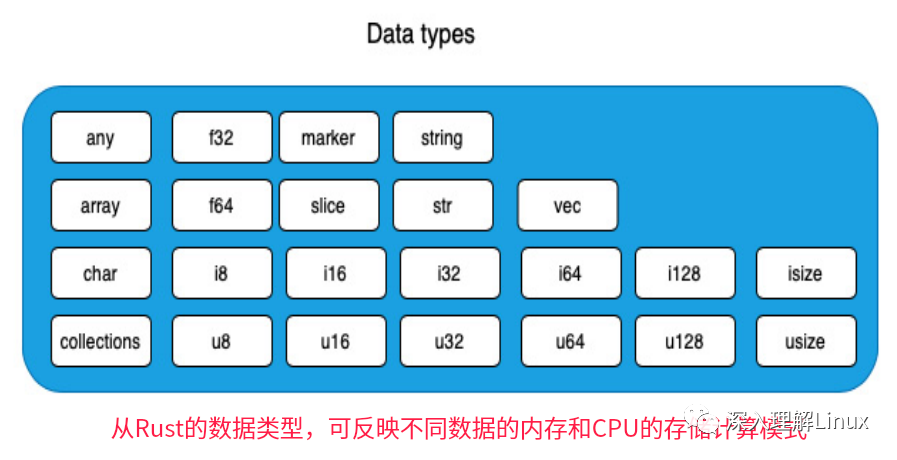 Data types
any f32 marker string
array f64 slice str vec
char i8 i16 i32 i64 i128 isize
collections u8 u16 u32 u64 u128 usize
从Rust的数据类型，可反映不同数据的内存和CPU的存储计算模式
深入理解Linux